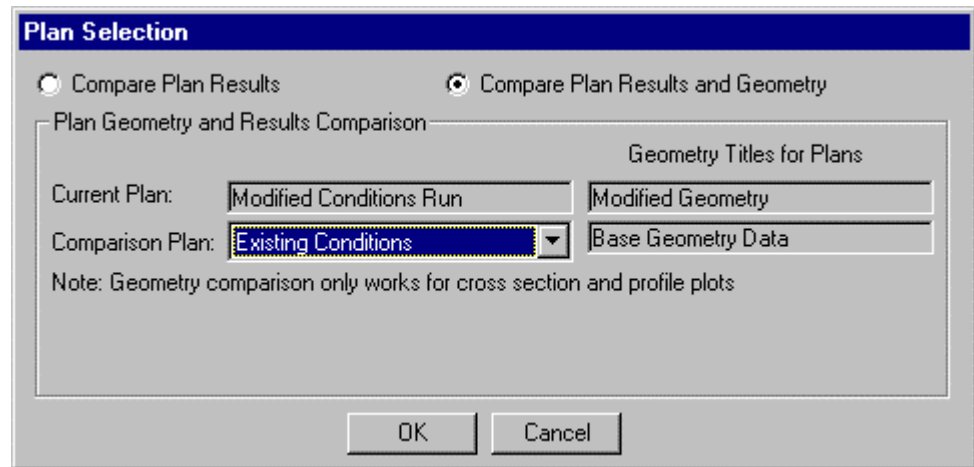 Plan Selection
Compare Plan Results
Compare Plan Results and Geometry
Plan Geometry and Results Comparison
Geometry Titles for Plans
Current Plan: Modified Conditions Run Modified Geometry
Comparison Plan: Existing Conditions Base Geometry Data
Note: Geometry comparison only works for cross section and profile plots
OK Cancel